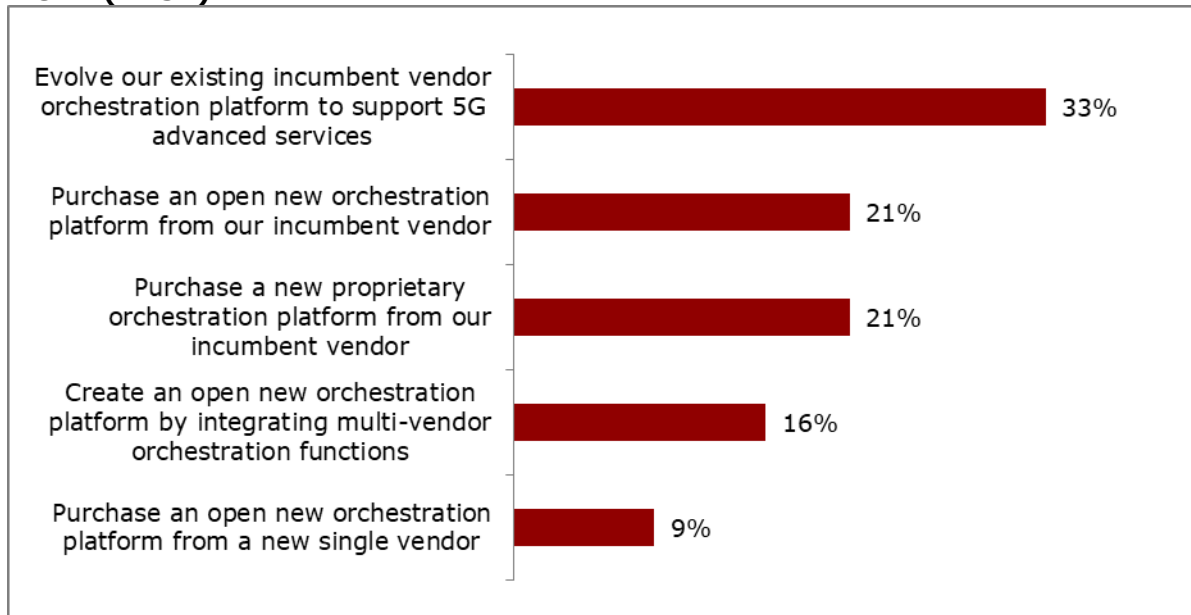 Evolve our existing incumbent vendor
orchestration platform to support 5G
advanced services
33%
Purchase an open new orchestration
platform from our incumbent vendor
21%
Purchase a new proprietary
orchestration platform from our
incumbent vendor
21%
Create an open new orchestration
platform by integrating multi-vendor
orchestration functions
16%
Purchase an open new orchestration
platform from a new single vendor
9%